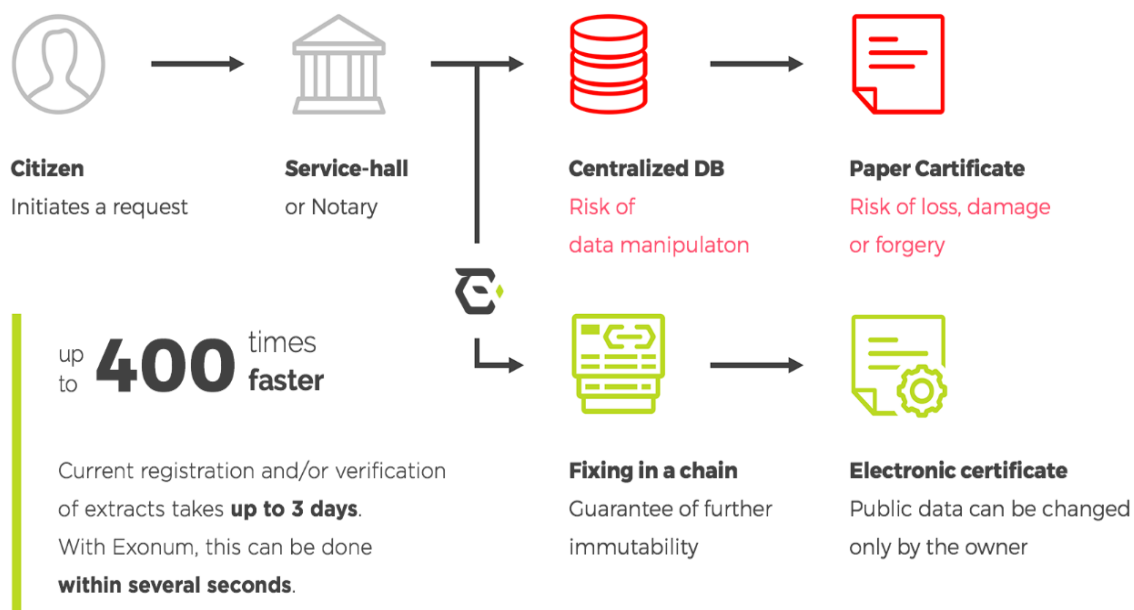 Citizen
Initiates a request
Service-hall
or Notary
Centralized DB
Risk of
data manipulaton
Paper Cartificate
Risk of loss, damage
or forgery
up
to
400
times
faster
Current registration and/or verification
of extracts takes up to 3 days.
With Exonum, this can be done
within several seconds.
Fixing in a chain
Guarantee of further
immutability
Electronic certificate
Public data can be changed
only by the owner